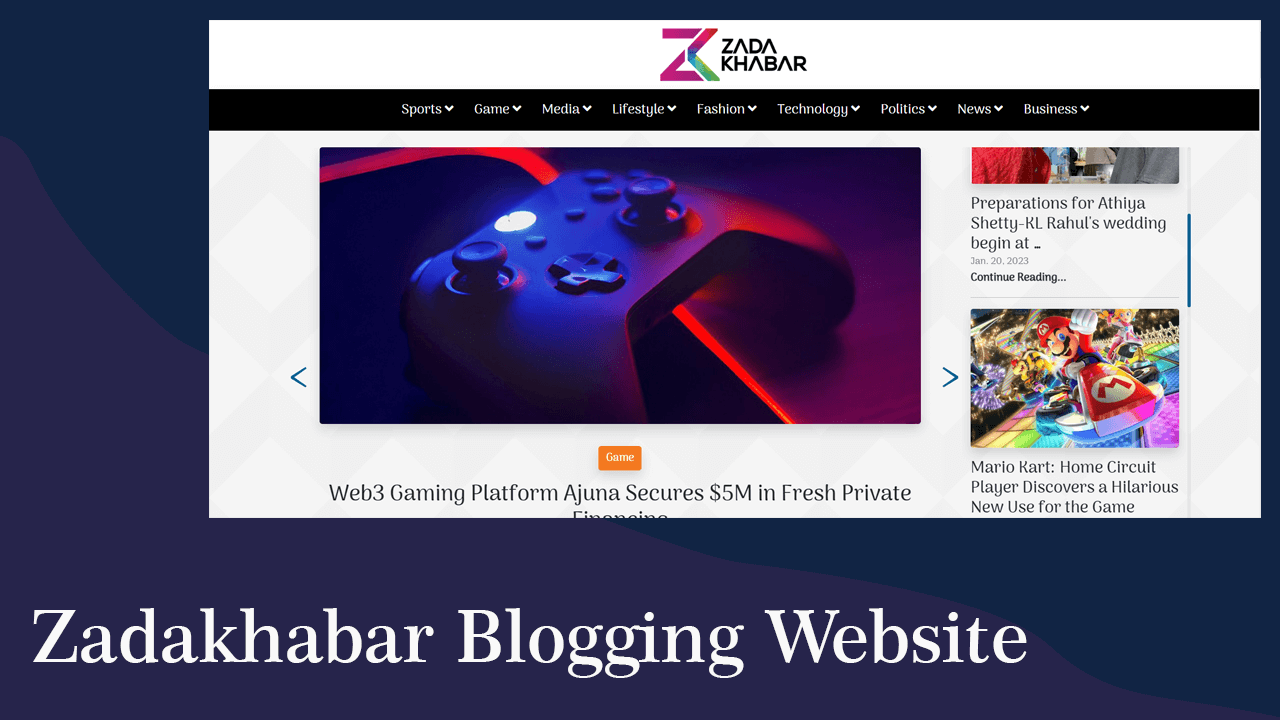 ZADA
KHABAR
Sports Game Media Lifestyle Fashion Technology Politics News Business
Preparations for Athiya
Shetty-KL Rahul's wedding
begin at ...
Jan. 20, 2023
Continue Reading...
Game
Web3 Gaming Platform Ajuna Secures $5M in Fresh Private
Financing
Mario Kart: Home Circuit
Player Discovers a Hilarious
New Use for the Game
Zadakhabar Blogging Website